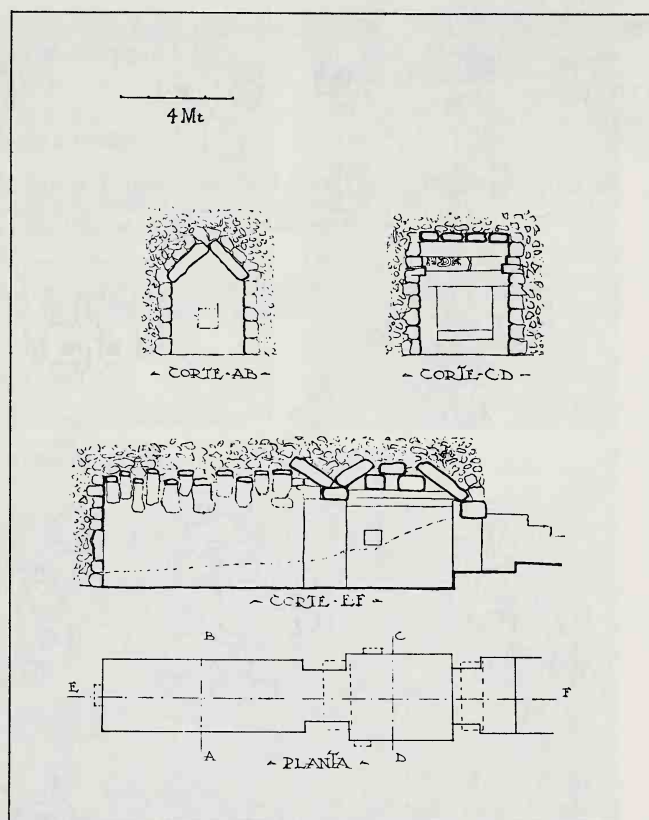 4 Mt
- CORTE-AB -
- CORTE-CD -
- CORTE-EF -
B
C
E
F
A
D
- PLANTA -